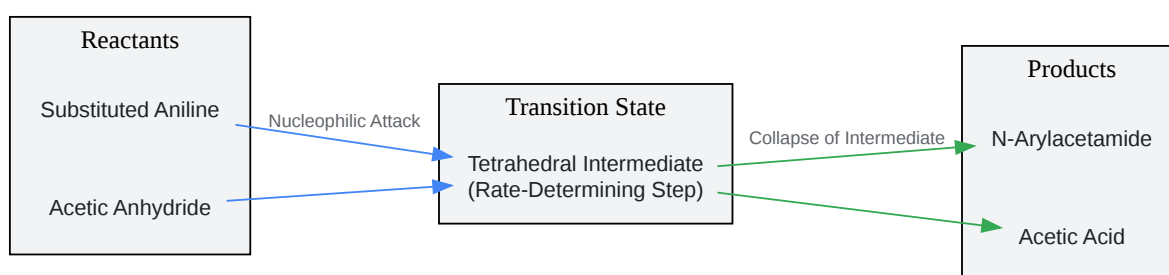 Reactants
Substituted Aniline
Acetic Anhydride
Nucleophilic Attack
Transition State
Tetrahedral Intermediate
(Rate-Determining Step)
Collapse of Intermediate
Products
N-Arylacetamide
Acetic Acid